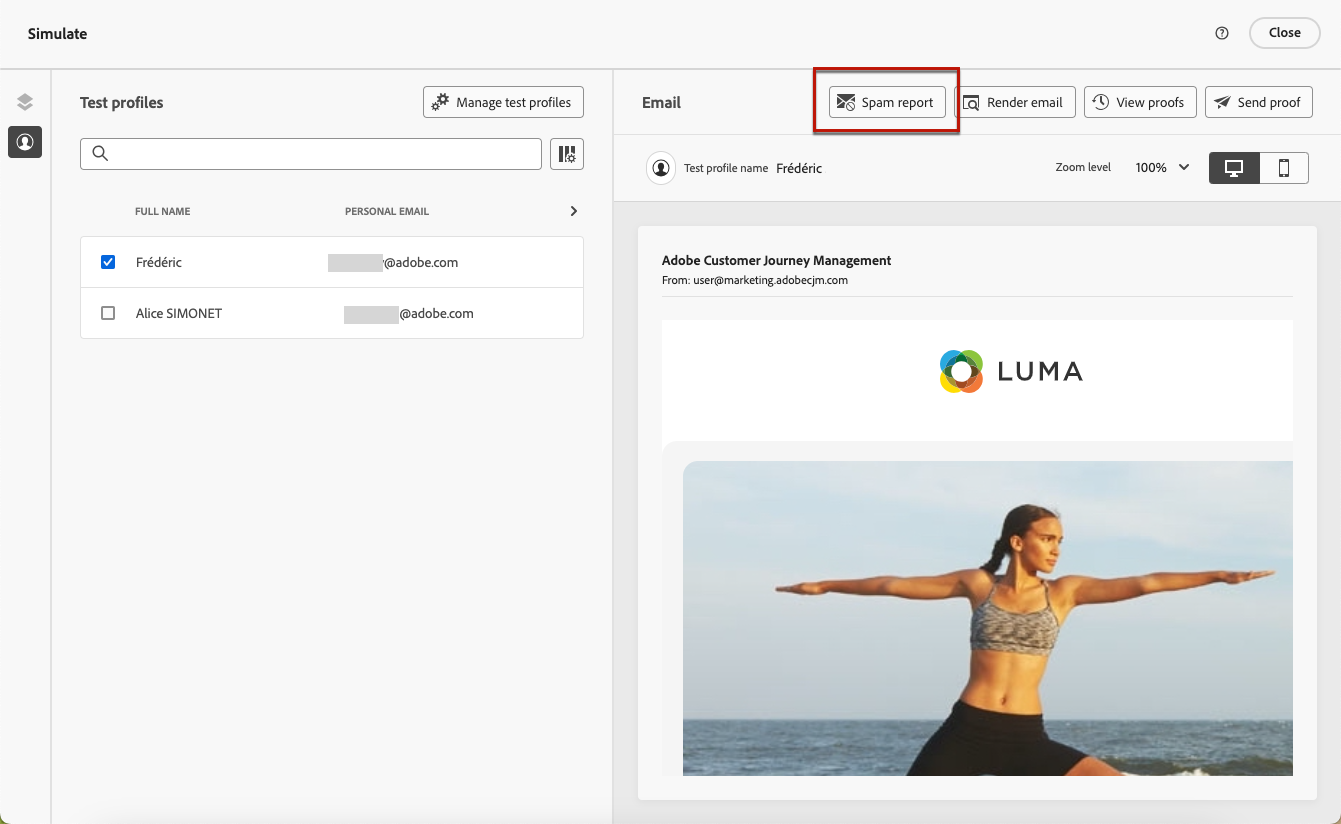 Simulate
Close
Test profiles
Manage test profiles
FULL NAME
PERSONAL EMAIL
Frédéric
@adobe.com
Alice SIMONET
@adobe.com
Email
Spam report
Render email
View proofs
Send proof
Test profile name Frédéric
Zoom level 100%
Adobe Customer Journey Management
From: user@marketing.adobecjm.com
LUMA